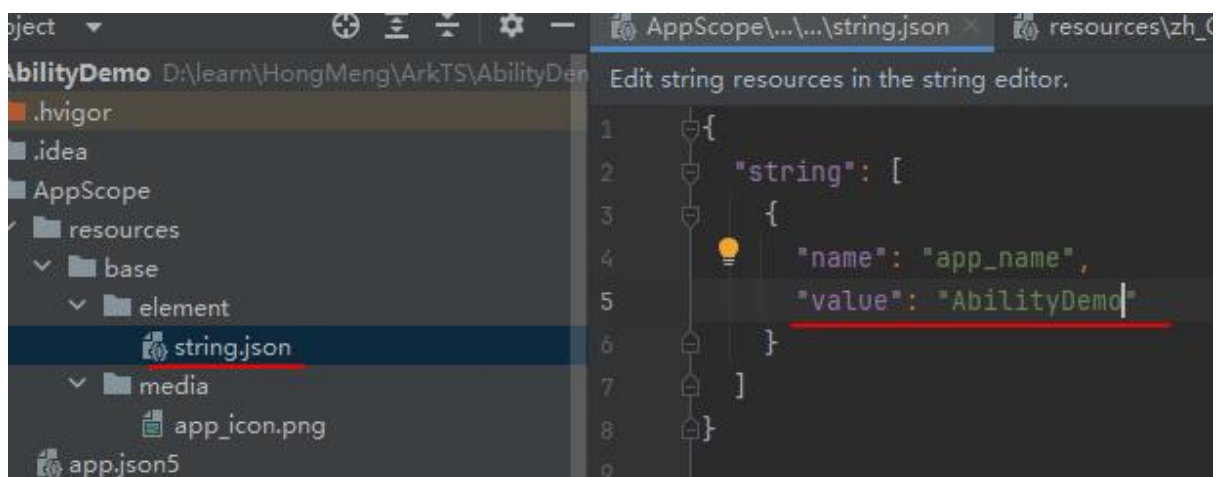 oject
AbilityDemo D:\learn\HongMeng\ArkTS\AbilityDem
.hvigor
.idea
AppScope
resources
base
element
string.json
media
app_icon.png
app.json5
AppScope\...\...\string.json
resources\zh_C
Edit string resources in the string editor.
1 {
2 "string": [
3 {
4 "name": "app_name",
5 "value": "AbilityDemo"
6 }
7 ]
8 }
9